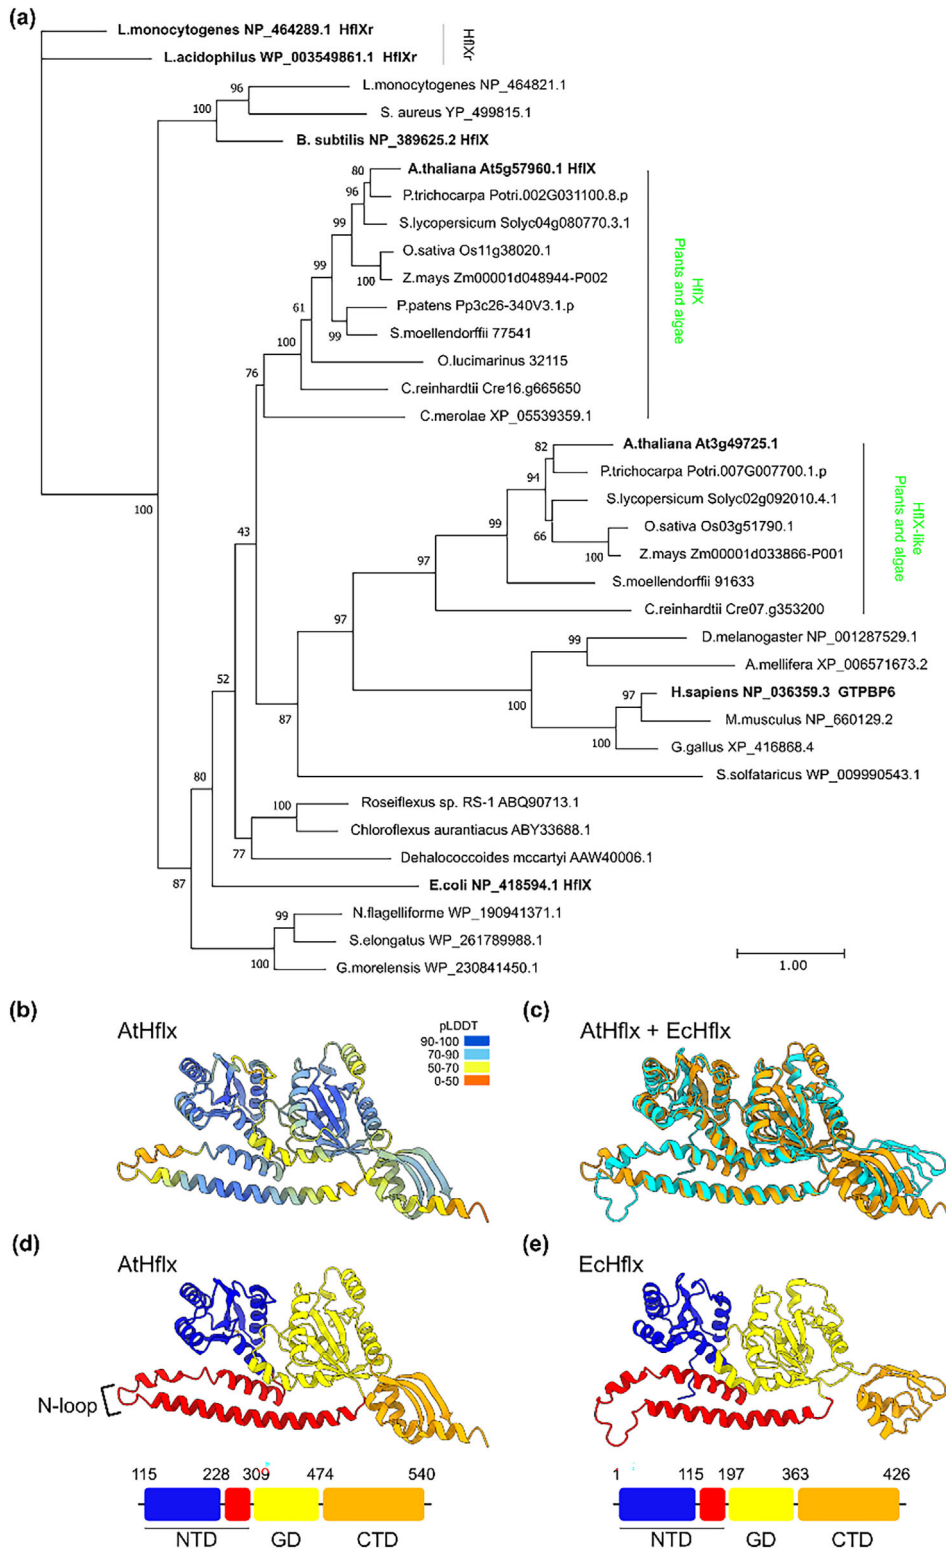 (a)
L.monocytogenes NP_464289.1 HflXr
L.acidophilus WP_003549861.1 HflXr
HflXr
L.monocytogenes NP_464821.1
96
S. aureus YP_499815.1
100
B. subtilis NP_389625.2 HflX
A.thaliana At5g57960.1 HflX
80
P.trichocarpa Potri.002G031100.8.p
96
S.lycopersicum Solyc04g080770.3.1
99
O.sativa Os11g38020.1
99
100
Z.mays Zm00001d048944-P002
P.patens Pp3c26-340V3.1.p
61
99
S.moellendorffii 77541
100
O.lucimarinus 32115
76
C.reinhardtii Cre16.g665650
C.merolae XP_05539359.1
HflX
Plants and algae
A.thaliana At3g49725.1
82
P.trichocarpa Potri.007G007700.1.p
94
S.lycopersicum Solyc02g092010.4.1
99
O.sativa Os03g51790.1
66
100
Z.mays Zm00001d033866-P001
97
S.moellendorffii 91633
C.reinhardtii Cre07.g353200
HflX-like
Plants and algae
100
43
97
D.melanogaster NP_001287529.1
99
A.mellifera XP_006571673.2
52
H.sapiens NP_036359.3 GTPBP6
97
M.musculus NP_660129.2
100
87
100
G.gallus XP_416868.4
S.solfataricus WP_009990543.1
80
Roseiflexus sp. RS-1 ABQ90713.1
100
Chloroflexus aurantiacus ABY33688.1
77
Dehalococcoides mccartyi AAW40006.1
87
E.coli NP_418594.1 HflX
N.flagelliforme WP_190941371.1
99
S.elongatus WP_261789988.1
100
G.morelensis WP_230841450.1
1.00
(b)
AtHflx
pLDDT
90-100
70-90
50-70
0-50
(c)
AtHflx + EcHflx
(d)
AtHflx
N-loop
115 228 309 474 540
NTD GD CTD
(e)
EcHflx
1 115 197 363 426
NTD GD CTD